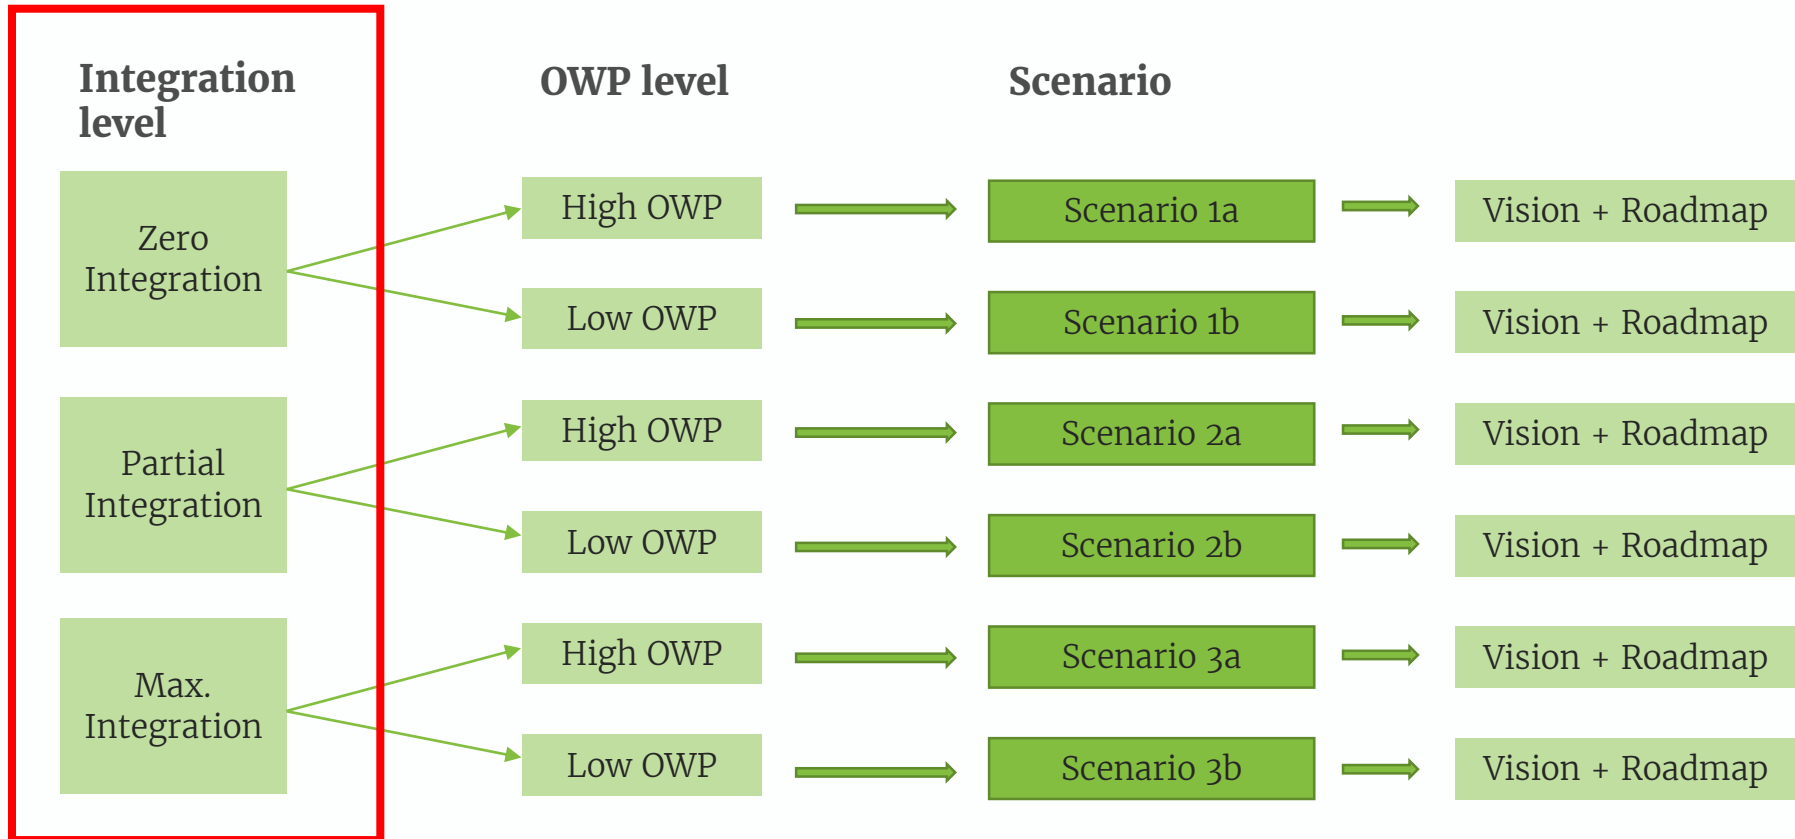 Integration
level
OWP level
Scenario
Zero
Integration
High OWP
Scenario 1a
Vision + Roadmap
Low OWP
Scenario 1b
Vision + Roadmap
Partial
Integration
High OWP
Scenario 2a
Vision + Roadmap
Low OWP
Scenario 2b
Vision + Roadmap
Max.
Integration
High OWP
Scenario 3a
Vision + Roadmap
Low OWP
Scenario 3b
Vision + Roadmap